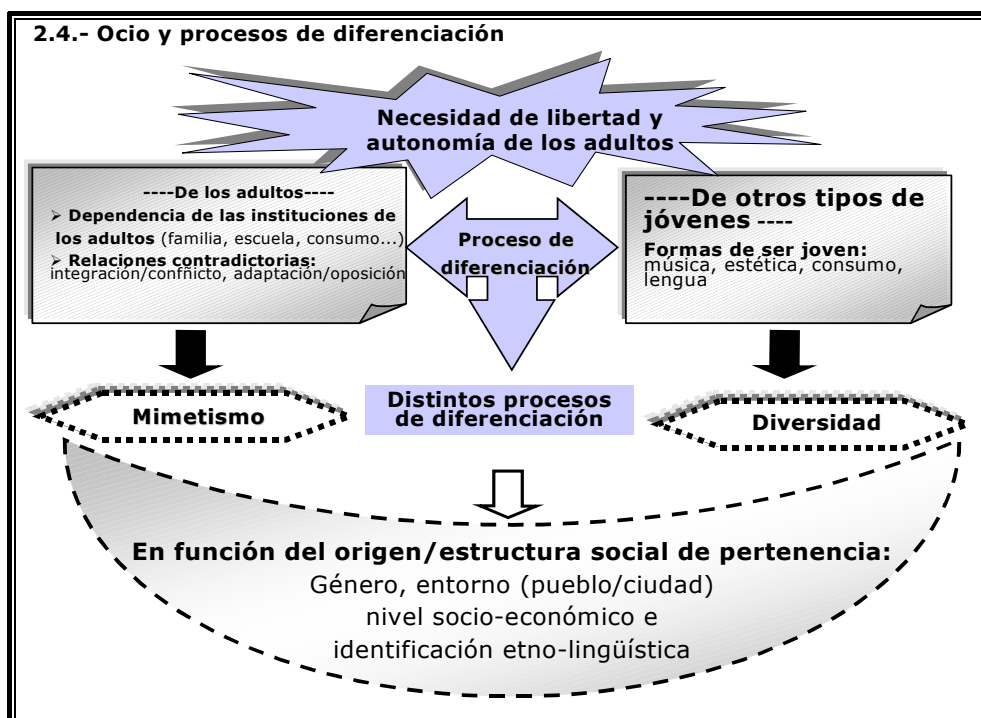 2.4.- Ocio y procesos de diferenciación
Necesidad de libertad y
autonomía de los adultos
----De los adultos----
➢ Dependencia de las instituciones de
los adultos (familia, escuela, consumo...)
➢ Relaciones contradictorias:
integración/confñicto, adaptación/oposición
Proceso de
diferenciación
----De otros tipos de
jóvenes ----
Formas de ser joven:
música, estética, consumo,
lengua
Mimetismo
Distintos procesos
de diferenciación
Diversidad
En función del origen/estructura social de pertenencia:
Género, entorno (pueblo/ciudad)
nivel socio-económico e
identificación etno-lingüística